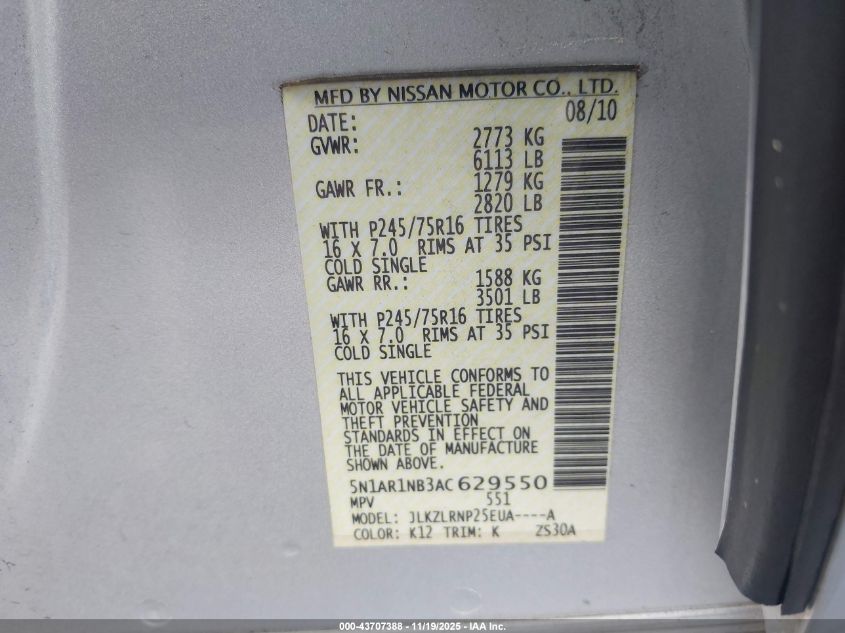 MFD BY NISSAN MOTOR CO., LTD.
DATE: 08/10
GVWR: 2773 KG
6113 LB
GAWR FR.: 1279 KG
2820 LB
WITH P245/75R16 TIRES
16 X 7.0 RIMS AT 35 PSI
COLD SINGLE
GAWR RR.: 1588 KG
3501 LB
WITH P245/75R16 TIRES
16 X 7.0 RIMS AT 35 PSI
COLD SINGLE
THIS VEHICLE CONFORMS TO
ALL APPLICABLE FEDERAL
MOTOR VEHICLE SAFETY AND
THEFT PREVENTION
STANDARDS IN EFFECT ON
THE DATE OF MANUFACTURE
SHOWN ABOVE.
5N1AR1NB3AC629550
MPV 551
MODEL: JLKZLRNP25EUA----A
COLOR: K12 TRIM: K ZS30A
000-43707388 - 11/19/2025 - IAA Inc.